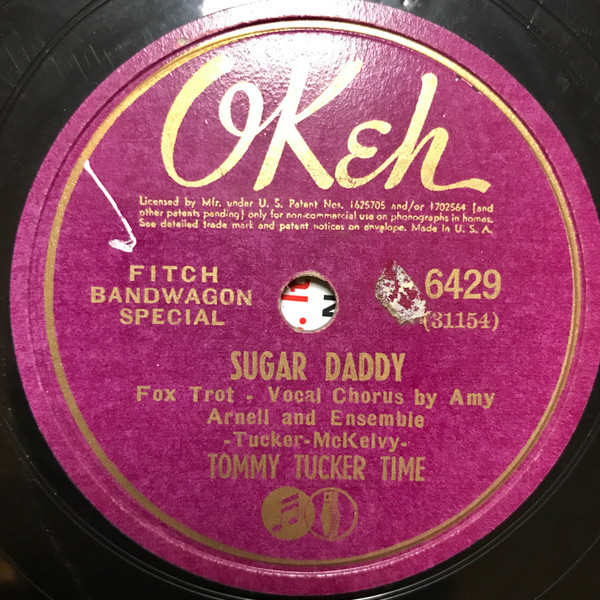 OKeh
Licensed by Mfr. under U. S. Patent Nos. 1625705 and/or 1702564 (and
other patents pending) only for non-commercial use on phonographs in homes.
See detailed trade mark and patent notices on envelope. Made in U. S. A.
FITCH
BANDWAGON
SPECIAL
6429
(31154)
SUGAR DADDY
Fox Trot - Vocal Chorus by Amy
Arnell and Ensemble
-Tucker-McKelvy-
TOMMY TUCKER TIME